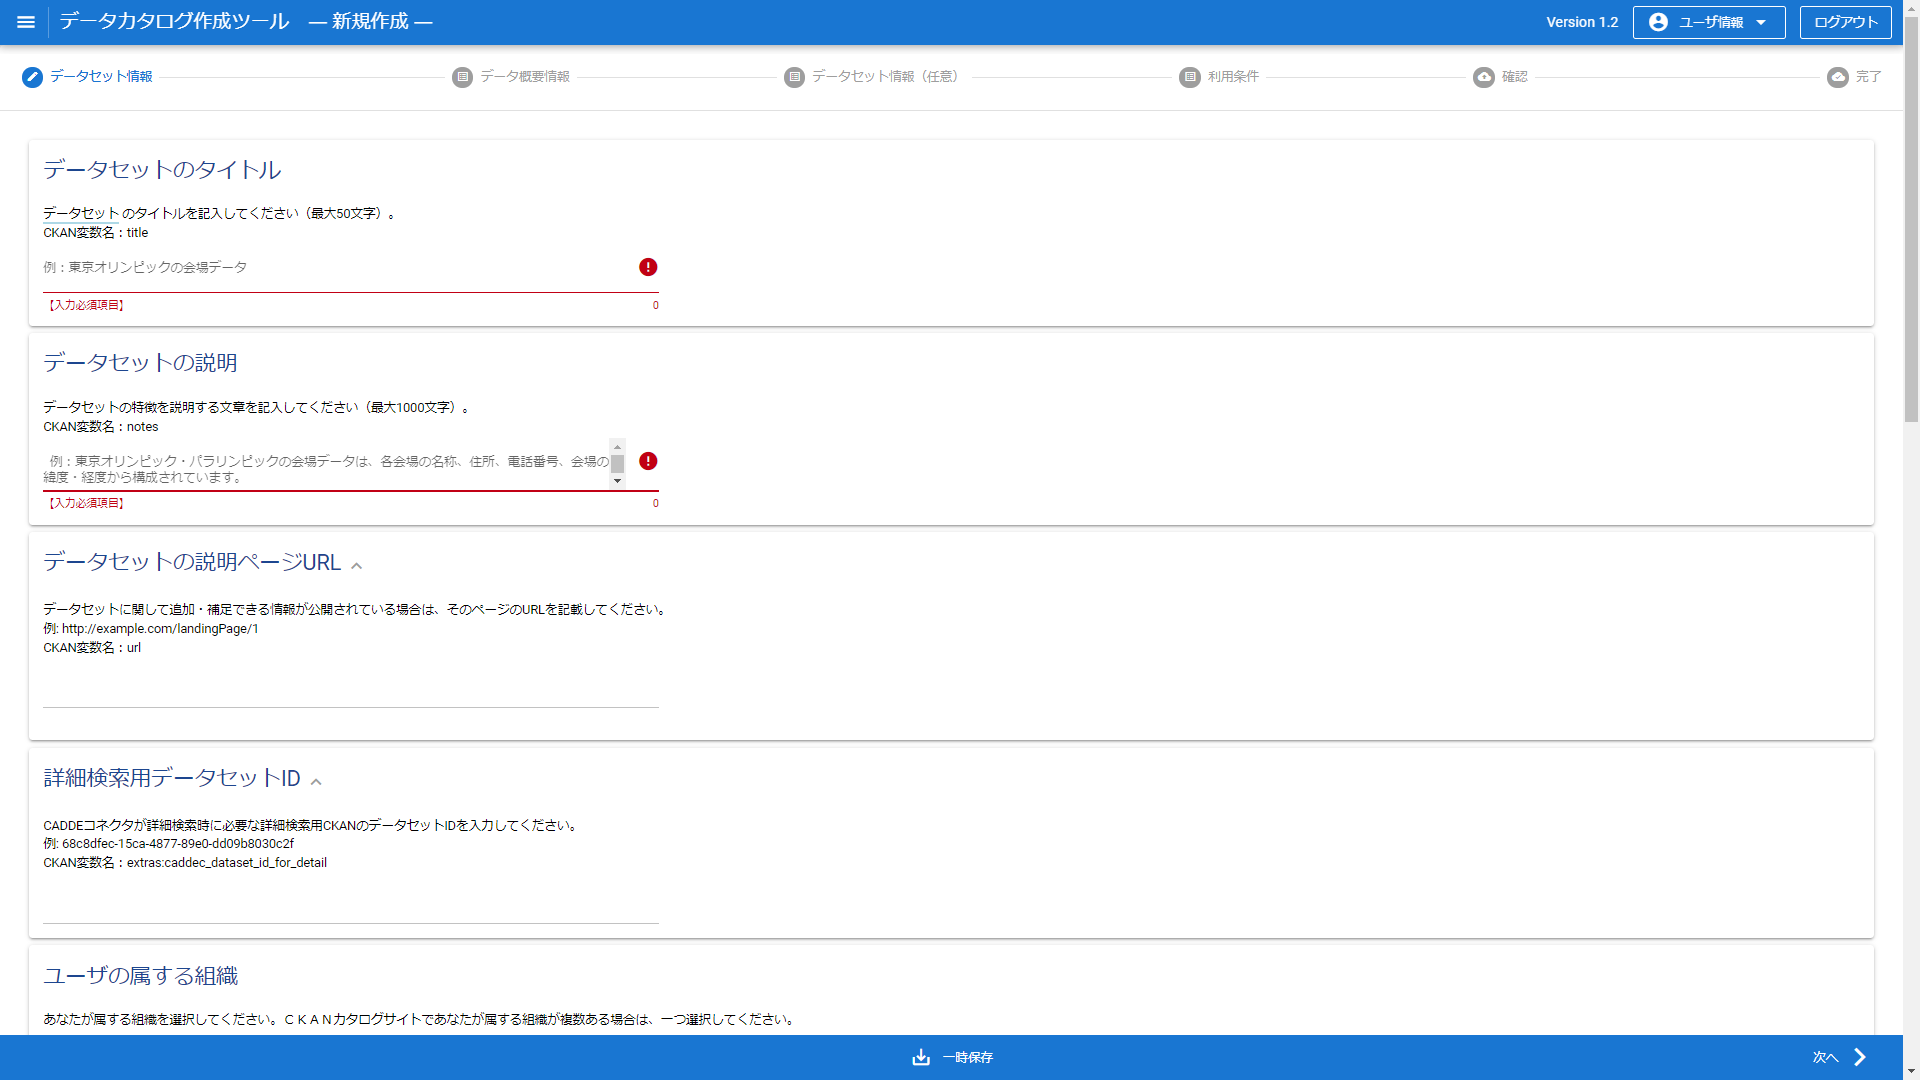 データカタログ作成ツール ― 新規作成 ―
Version 1.2
ユーザ情報
ログアウト
データセット情報
データ概要情報
データセット情報（任意）
利用条件
確認
完了
データセットのタイトル
データセット のタイトルを記入してください（最大50文字）。
CKAN変数名：title
例：東京オリンピックの会場データ
【入力必須項目】 0
データセットの説明
データセットの特徴を説明する文章を記入してください（最大1000文字）。
CKAN変数名：notes
例：東京オリンピック・パラリンピックの会場データは、各会場の名称、住所、電話番号、会場の
緯度・経度から構成されています。
【入力必須項目】 0
データセットの説明ページURL
データセットに関して追加・補足できる情報が公開されている場合は、そのページのURLを記載してください。
例: http://example.com/landingPage/1
CKAN変数名：url
詳細検索用データセットID
CADDEコネクタが詳細検索時に必要な詳細検索用CKANのデータセットIDを入力してください。
例: 68c8dfec-15ca-4877-89e0-dd09b8030c2f
CKAN変数名：extras:caddec_dataset_id_for_detail
ユーザの属する組織
あなたが属する組織を選択してください。ＣＫＡＮカタログサイトであなたが属する組織が複数ある場合は、一つ選択してください。
一時保存
次へ